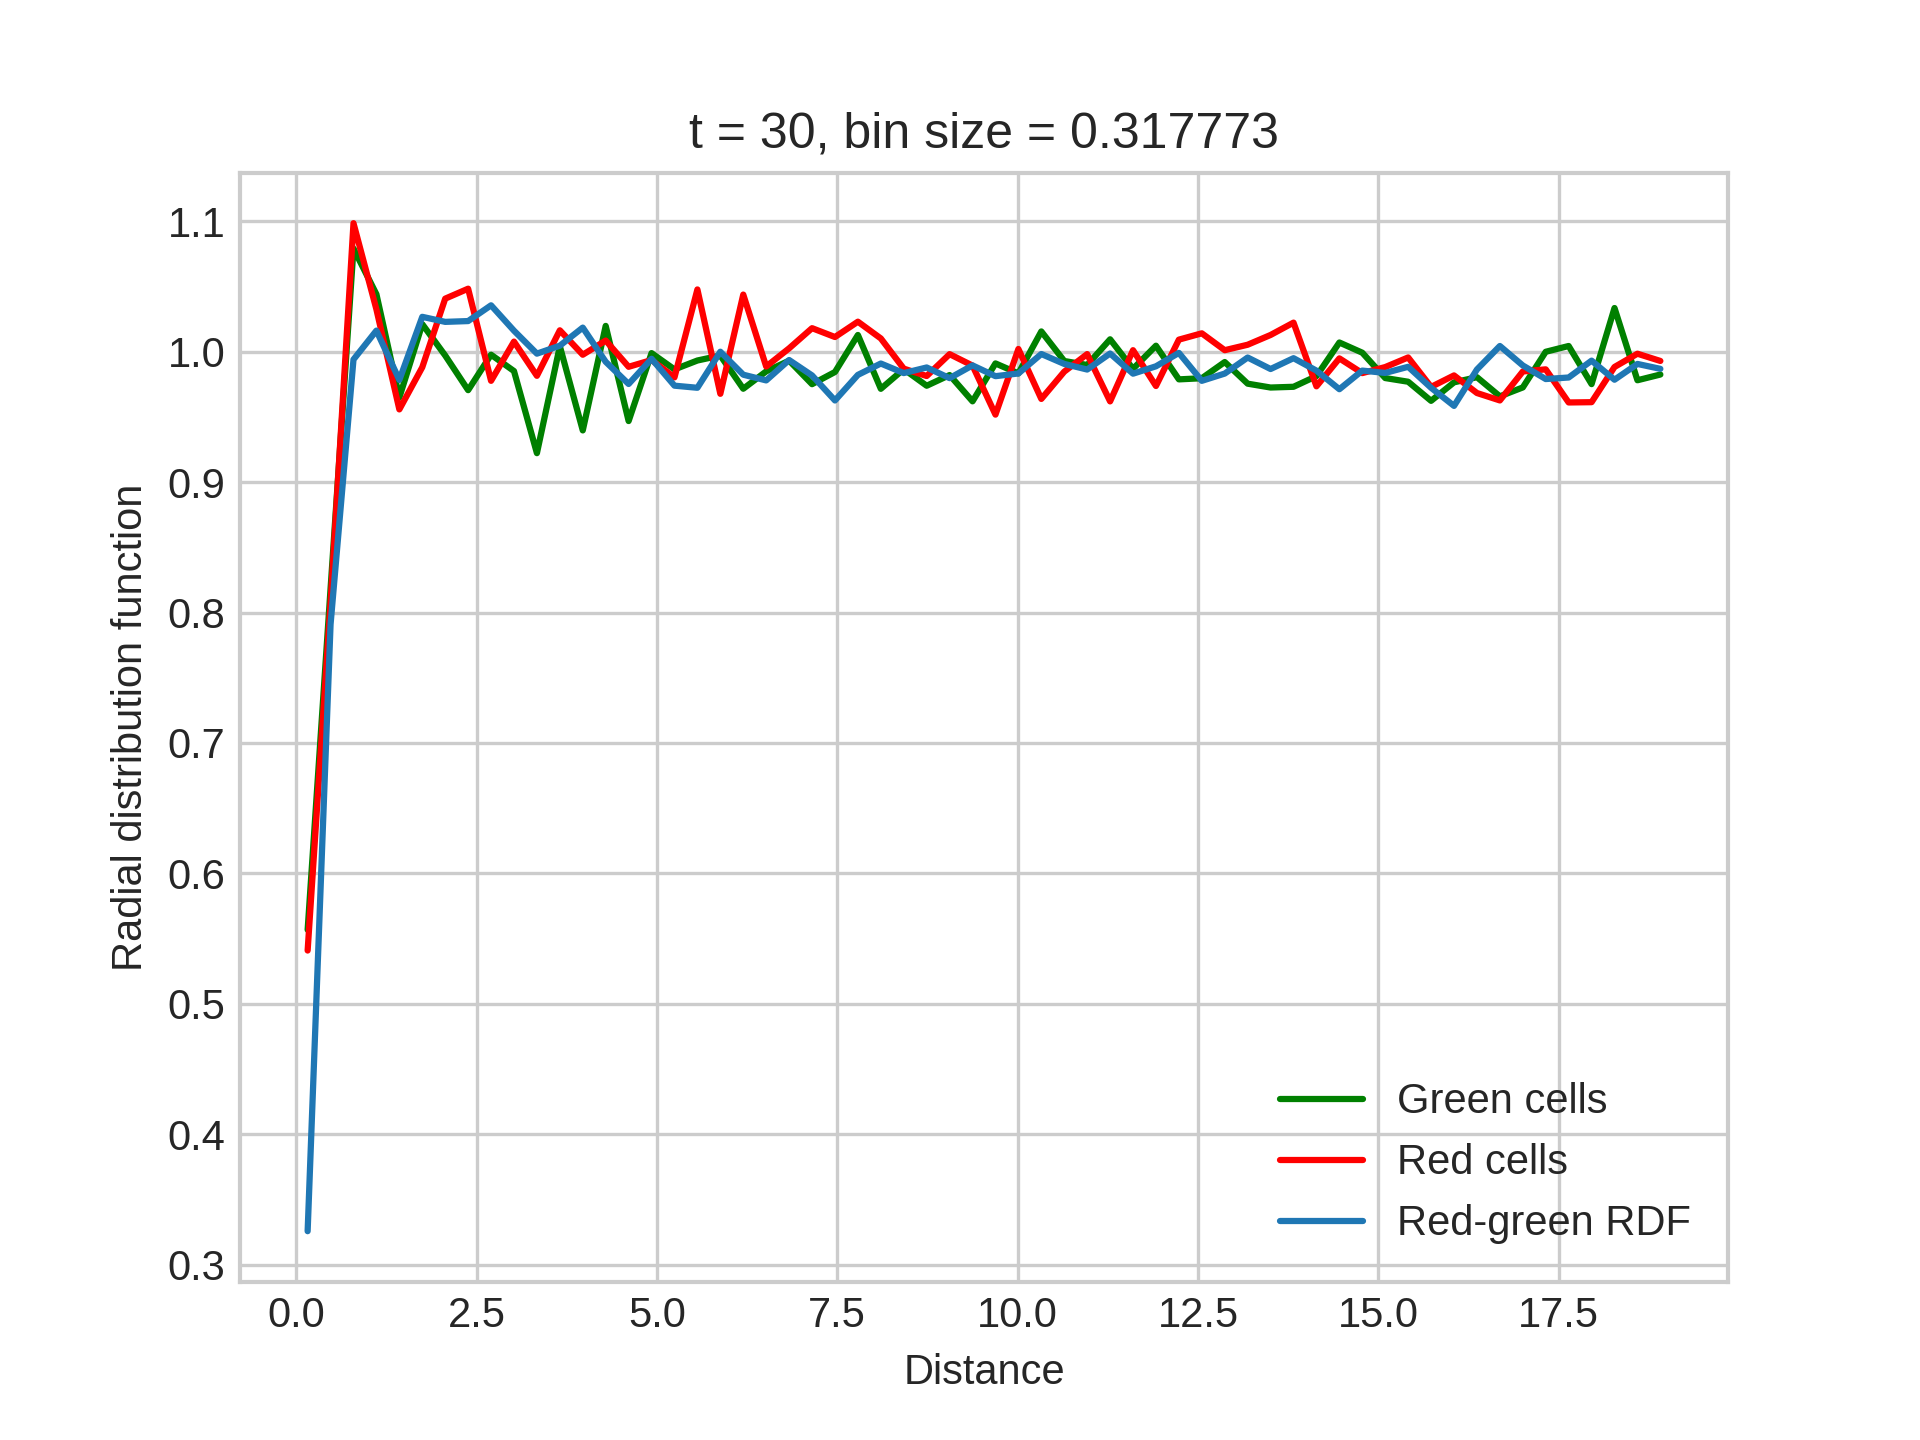 t = 30, bin size = 0.317773
Radial distribution function
1.1
1.0
0.9
0.8
0.7
0.6
0.5
0.4
0.3
Green cells
Red cells
Red-green RDF
0.0 2.5 5.0 7.5 10.0 12.5 15.0 17.5
Distance